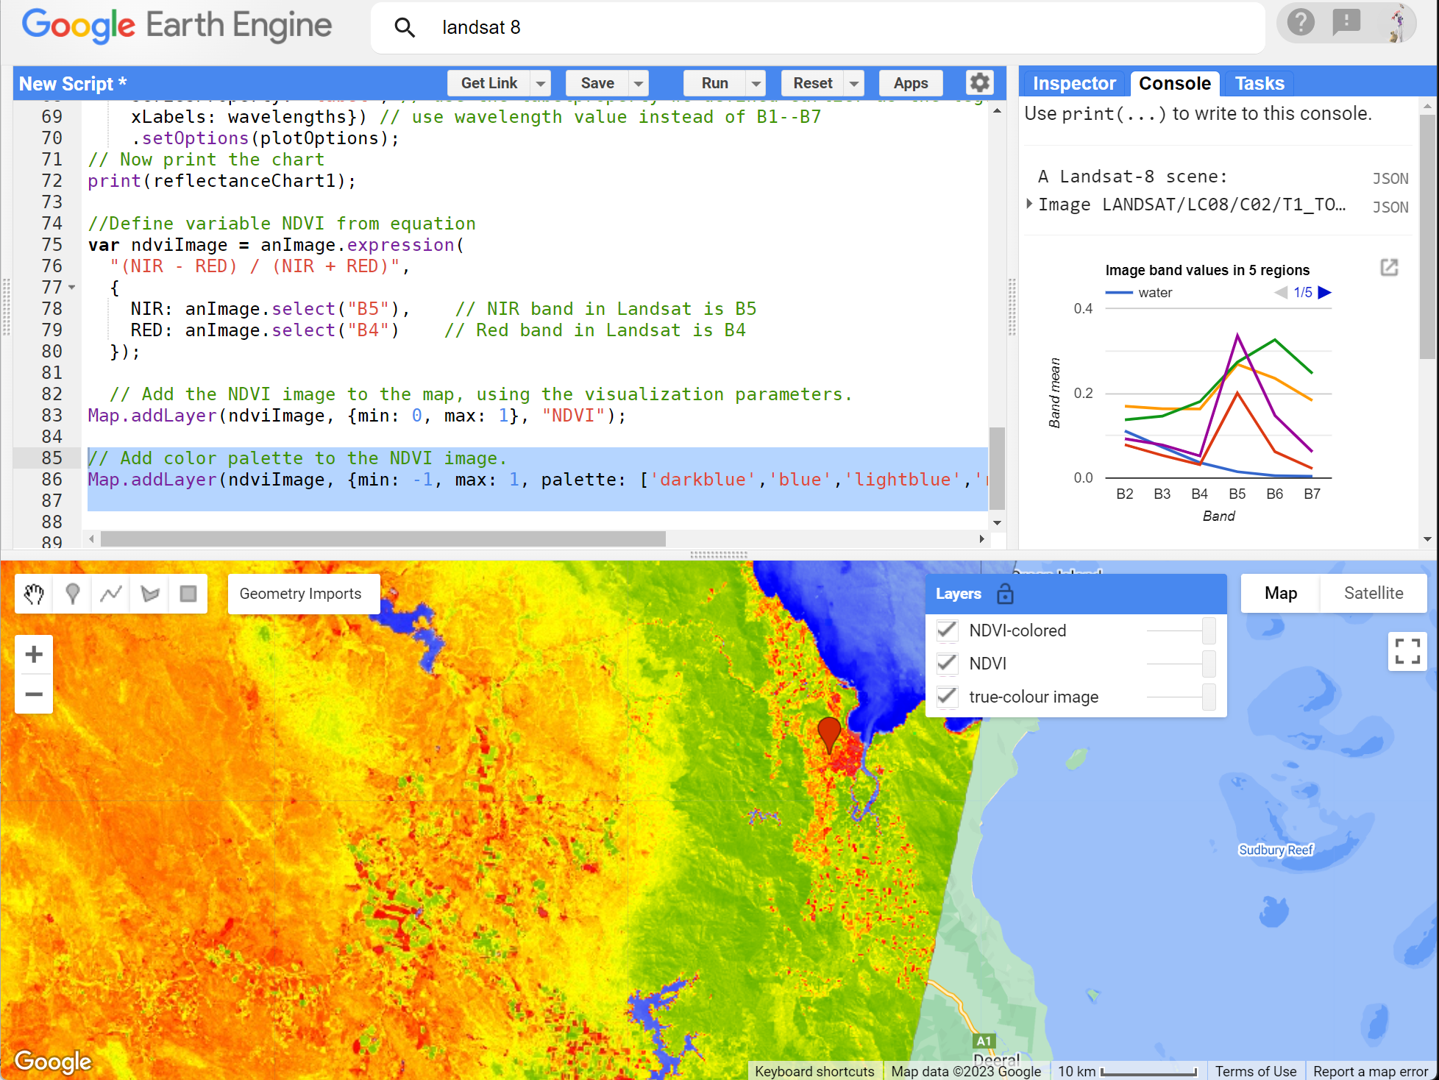 Google Earth Engine
landsat 8
New Script *
Get Link
Save
Run
Reset
Apps
Inspector
Console
Tasks
69 xLabels: wavelengths}) // use wavelength value instead of B1--B7
70 .setOptions(plotOptions);
71 // Now print the chart
72 print(reflectanceChart1);
73
74 //Define variable NDVI from equation
75 var ndviImage = anImage.expression(
76 "(NIR - RED) / (NIR + RED)",
77 {
78 NIR: anImage.select("B5"), // NIR band in Landsat is B5
79 RED: anImage.select("B4") // Red band in Landsat is B4
80 });
81
82 // Add the NDVI image to the map, using the visualization parameters.
83 Map.addLayer(ndviImage, {min: 0, max: 1}, "NDVI");
84
85 // Add color palette to the NDVI image.
86 Map.addLayer(ndviImage, {min: -1, max: 1, palette: ['darkblue','blue','lightblue','
87
88
89
Use print(...) to write to this console.
A Landsat-8 scene:
JSON
Image LANDSAT/LC08/C02/T1_TO…
JSON
Image band values in 5 regions
water
1/5
0.4
0.2
0.0
Band mean
B2 B3 B4 B5 B6 B7
Band
Geometry Imports
Layers
NDVI-colored
NDVI
true-colour image
Map
Satellite
Sudbury Reef
A1
Deeral
Google
Keyboard shortcuts
Map data ©2023 Google
10 km
Terms of Use
Report a map error